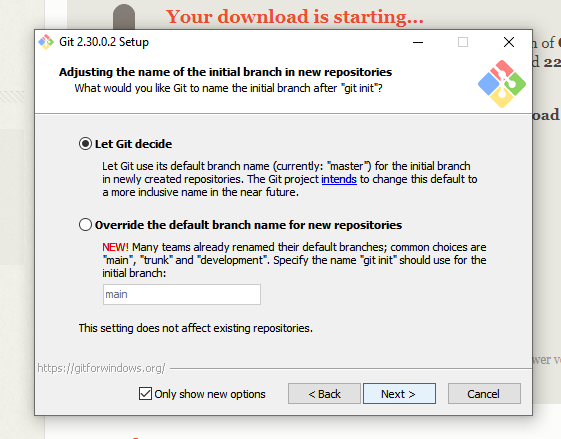 Your download is starting...
Git 2.30.0.2 Setup
n of
Adjusting the name of the initial branch in new repositories
d 22
What would you like Git to name the initial branch after "git init"?
oad
Let Git decide
Let Git use its default branch name (currently: "master") for the initial branch
in newly created repositories. The Git project intends to change this default to
a more inclusive name in the near future.
Override the default branch name for new repositories
NEW! Many teams already renamed their default branches; common choices are
"main", "trunk" and "development". Specify the name "git init" should use for the
initial branch:
main
This setting does not affect existing repositories.
wer ve
https://gitforwindows.org/
Only show new options
< Back
Next >
Cancel